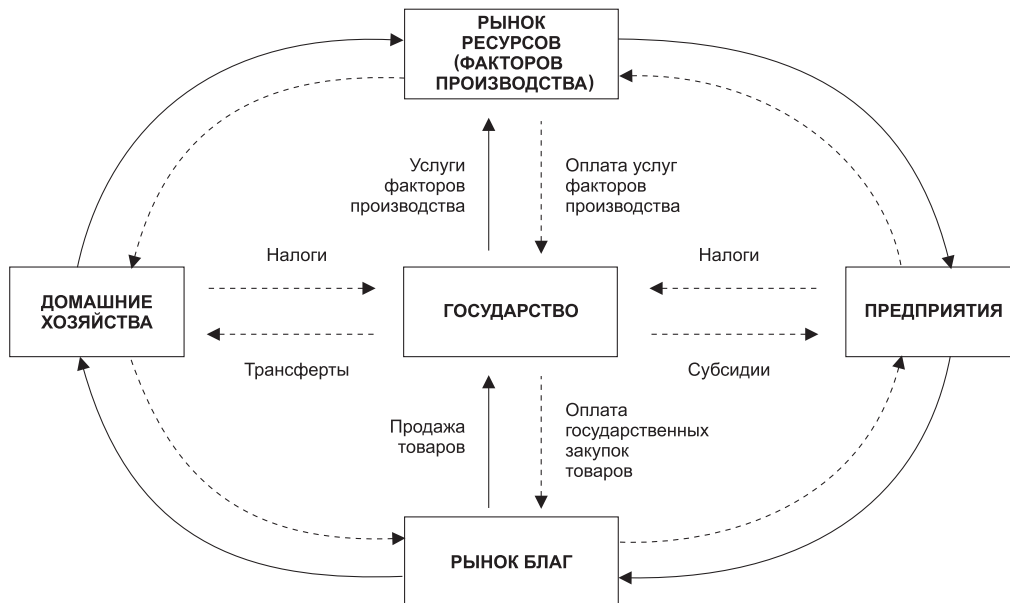 РЫНОК
РЕСУРСОВ
(ФАКТОРОВ
ПРОИЗВОДСТВА)
Услуги
факторов
производства
Оплата услуг
факторов
производства
Налоги
Налоги
ДОМАШНИЕ
ХОЗЯЙСТВА
ГОСУДАРСТВО
ПРЕДПРИЯТИЯ
Трансферты
Субсидии
Продажа
товаров
Оплата
государственных
закупок
товаров
РЫНОК БЛАГ